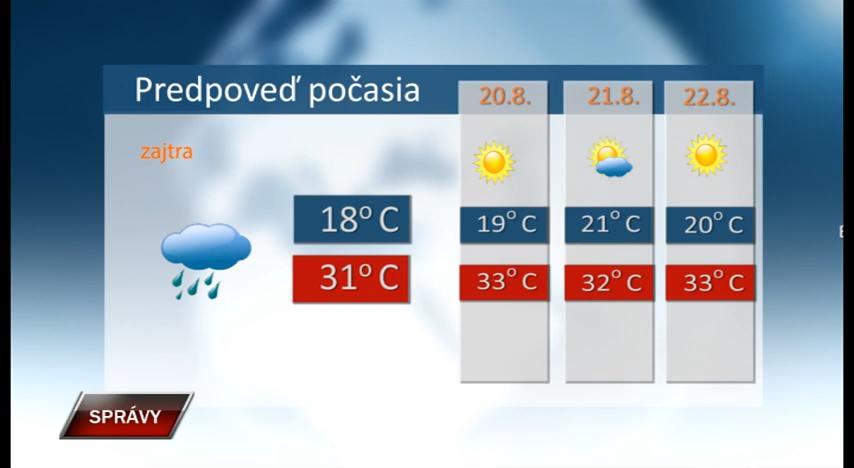 Predpoveď počasia
zajtra
18° C
31° C
20.8.
19° C
33° C
21.8.
21° C
32° C
22.8.
20° C
33° C
SPRÁVY